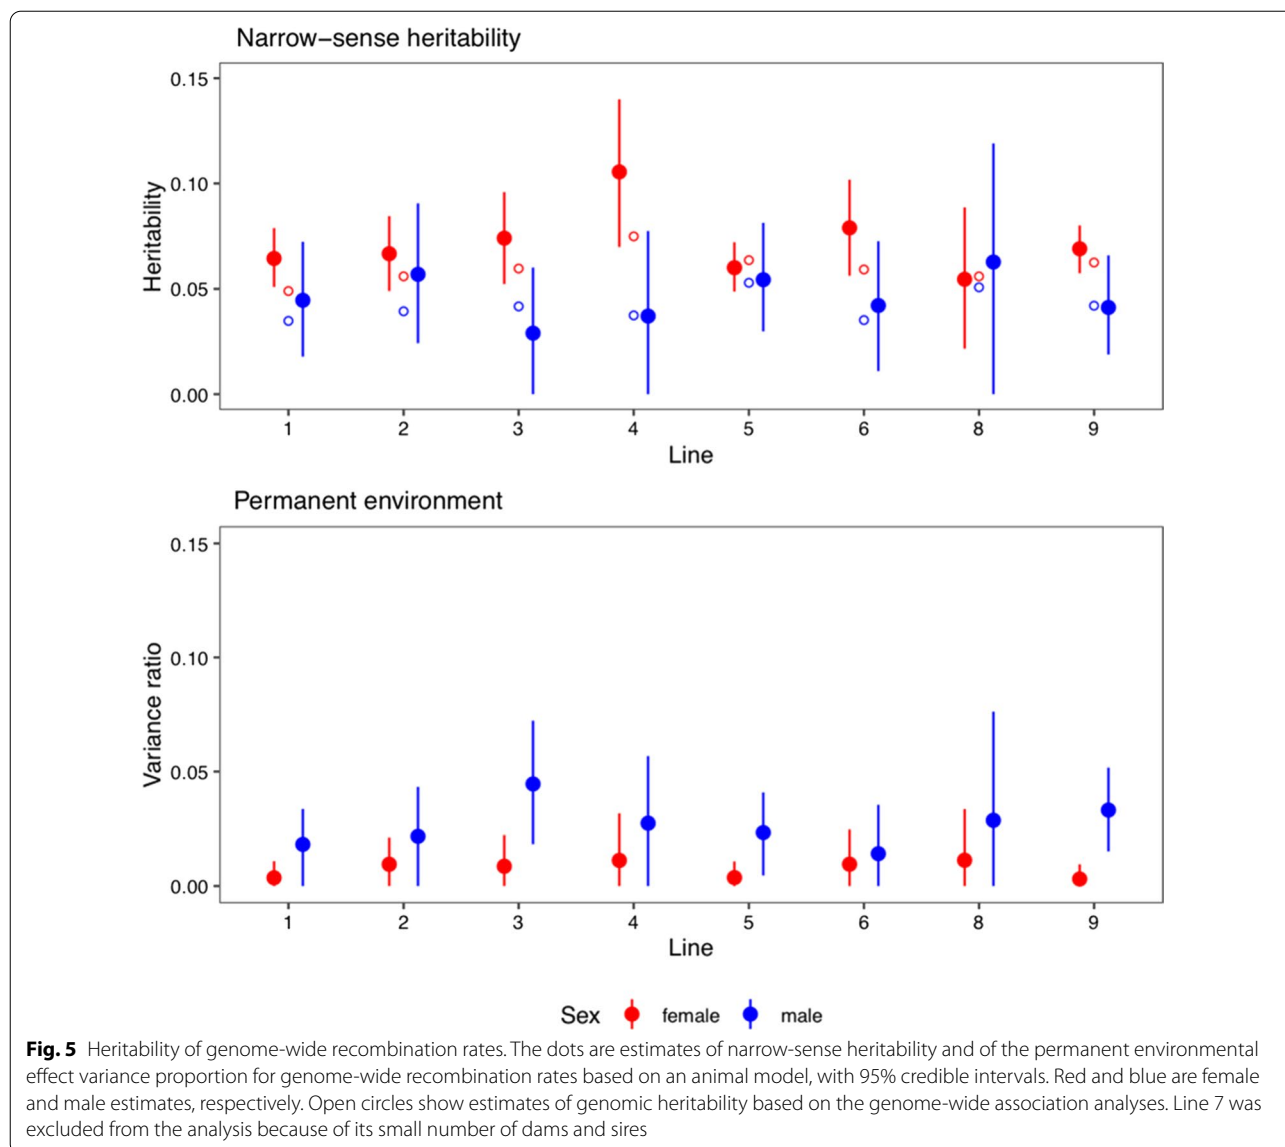 Narrow−sense heritability
0.15
0.10
0.05
0.00
Heritability
1 2 3 4 5 6 8 9
Line
Permanent environment
0.15
0.10
0.05
0.00
Variance ratio
1 2 3 4 5 6 8 9
Line
Sex female male
Fig. 5 Heritability of genome-wide recombination rates. The dots are estimates of narrow-sense heritability and of the permanent environmental
effect variance proportion for genome-wide recombination rates based on an animal model, with 95% credible intervals. Red and blue are female
and male estimates, respectively. Open circles show estimates of genomic heritability based on the genome-wide association analyses. Line 7 was
excluded from the analysis because of its small number of dams and sires